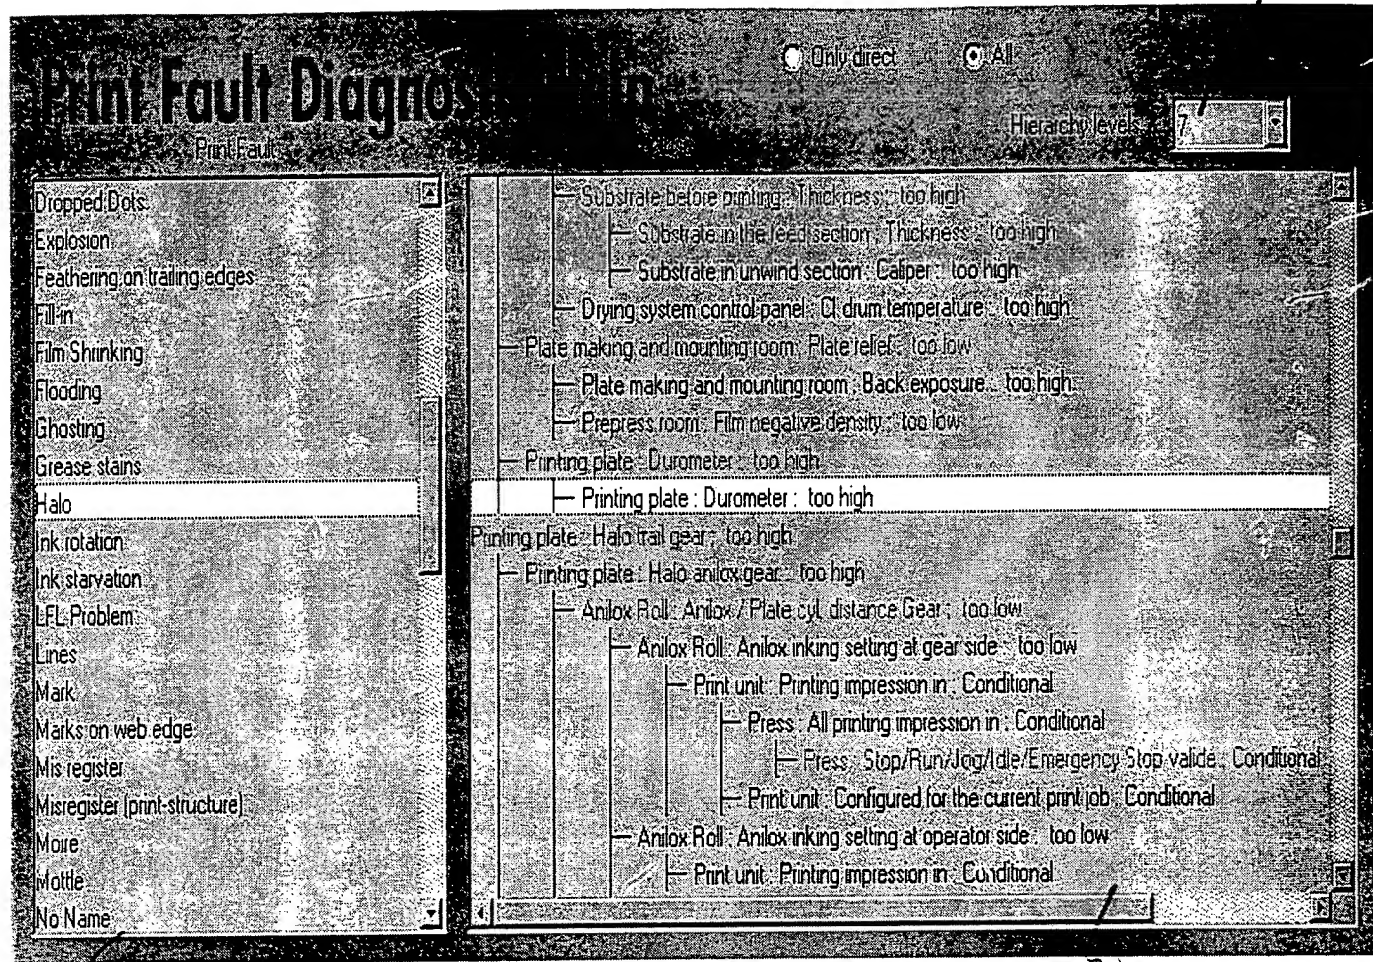 Only direct
All
Print Fault
Hierarchy level
7
Print Fault
Dropped Dots
Explosion
Feathering on trailing edges
Fill-in
Film Shrinking
Flooding
Ghosting
Grease stains
Halo
Ink rotation
Ink starvation
LFL Problem
Lines
Mark
Marks on web edge
Mis register
Misregister (print-structure)
Moire
Mottle
No Name
Substrate before printing : Thickness : too high
Substrate in the feed section : Thickness : too high
Substrate in unwind section : Caliper : too high
Drying system control panel : CI drum temperature : too high
Plate making and mounting room : Plate relief : too low
Plate making and mounting room : Back exposure : too high
Prepress room : Film negative density : too low
Printing plate : Durometer : too high
Printing plate : Durometer : too high
Printing plate : Halo trail gear : too high
Printing plate : Halo anilox gear : too high
Anilox Roll : Anilox / Plate cyl. distance Gear : too low
Anilox Roll : Anilox inking setting at gear side : too low
Print unit : Printing impression in : Conditional
Press : All printing impression in : Conditional
Press : Stop/Run/Jog/Idle/Emergency Stop valide : Conditional
Print unit : Configured for the current print job : Conditional
Anilox Roll : Anilox inking setting at operator side : too low
Print unit : Printing impression in : Conditional